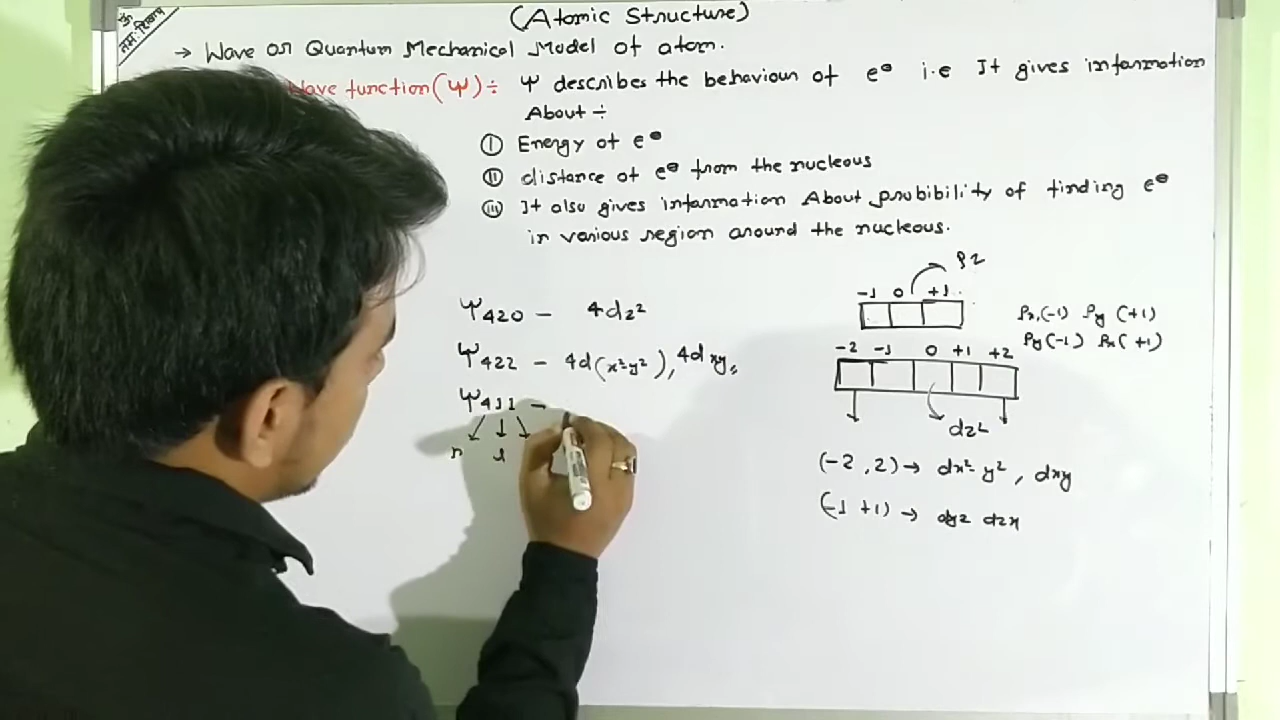 ॐ
नमः शिवाय
(Atomic Structure)
→ Wave or Quantum Mechanical Model of atom.
Wave function (Ψ) ÷ Ψ describes the behaviour of e⊖ i.e It gives information
About ÷
(I) Energy of e⊖
(II) distance of e⊖ from the nucleous
(III) It also gives information About probibility of finding e⊖
in various region around the nucleous.
Ψ420 – 4dz²
Ψ422 – 4d(x²-y²), 4dxy,
Ψ411 –
n l
Pz
-1 0 +1
Px(-1) Py (+1)
Py(-1) Px(+1)
-2 -1 0 +1 +2
dz²
(-2, 2) → dx²-y², dxy
(-1 +1) → dyz dzx